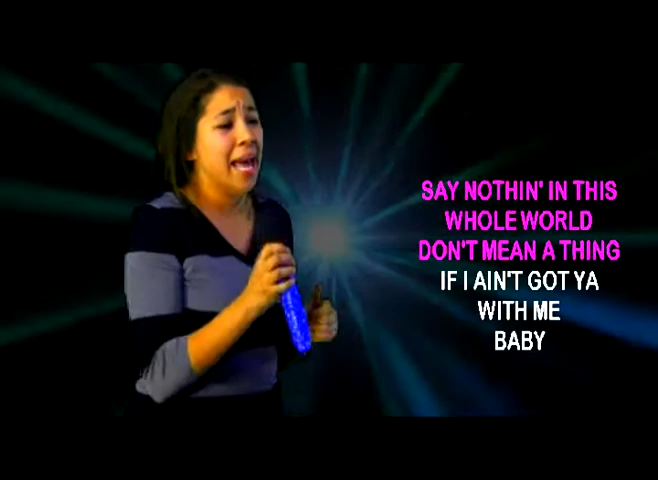 SAY NOTHIN' IN THIS
WHOLE WORLD
DON'T MEAN A THING
IF I AIN'T GOT YA
WITH ME
BABY